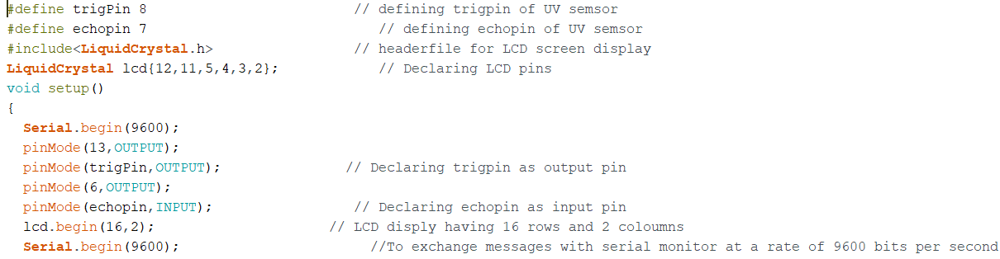 #define trigPin 8 // defining trigpin of UV semsor
#define echopin 7 // defining echopin of UV semsor
#include<LiquidCrystal.h> // headerfile for LCD screen display
LiquidCrystal lcd{12,11,5,4,3,2}; // Declaring LCD pins
void setup()
{
Serial.begin(9600);
pinMode(13,OUTPUT);
pinMode(trigPin,OUTPUT); // Declaring trigpin as output pin
pinMode(6,OUTPUT);
pinMode(echopin,INPUT); // Declaring echopin as input pin
lcd.begin(16,2); // LCD disply having 16 rows and 2 coloumns
Serial.begin(9600); //To exchange messages with serial monitor at a rate of 9600 bits per second